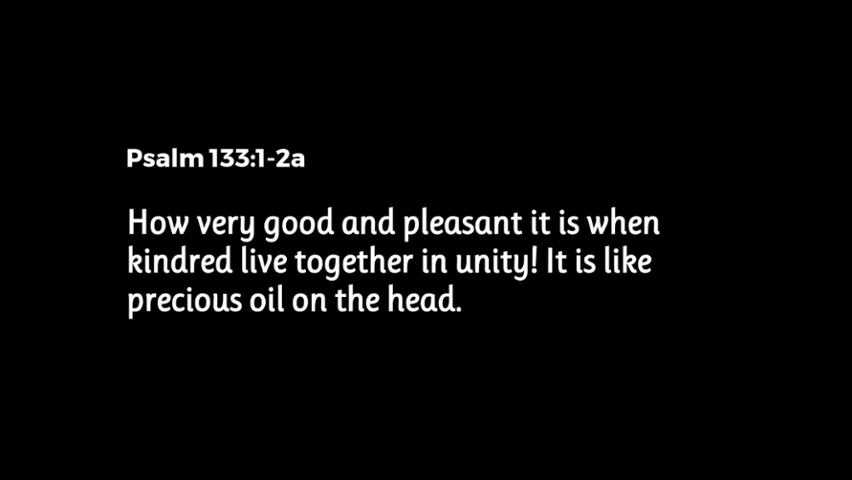 Psalm 133:1-2a
How very good and pleasant it is when
kindred live together in unity! It is like
precious oil on the head.